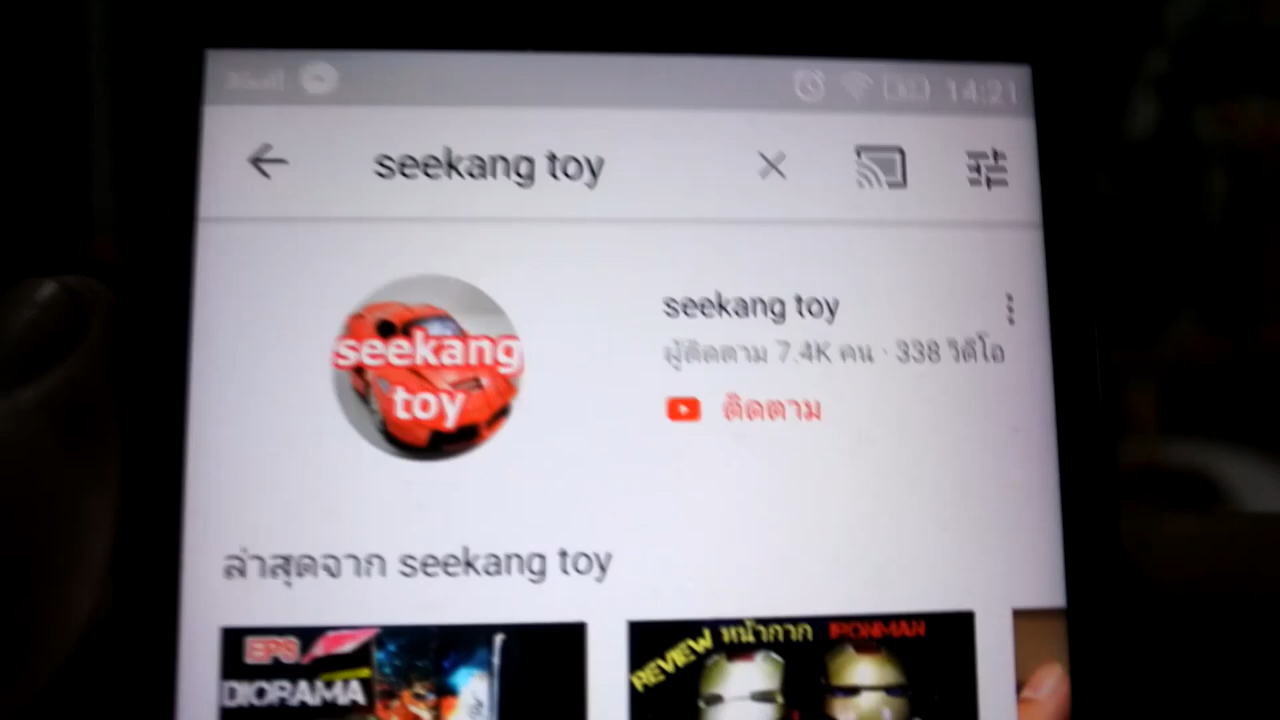 14:21
seekang toy
seekang
toy
seekang toy
ผู้ติดตาม 7.4K คน · 338 วิดีโอ
ติดตาม
ล่าสุดจาก seekang toy
EP8
DIORAMA
REVIEW หน้ากาก IRONMAN